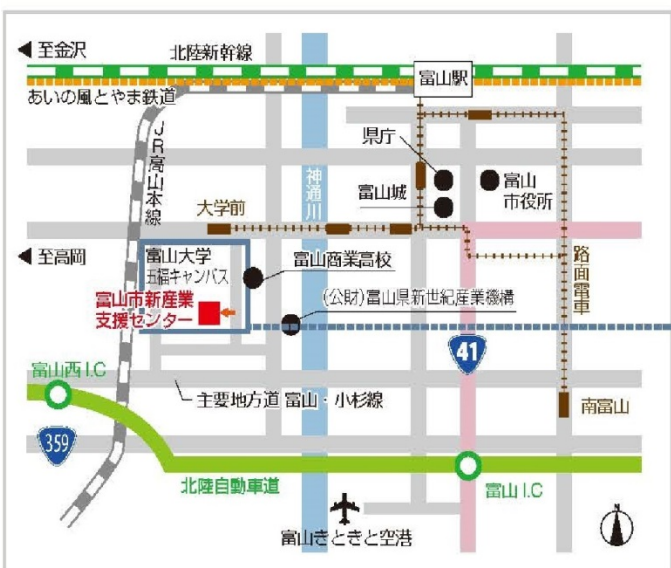 至金沢
北陸新幹線
富山駅
あいの風とやま鉄道
JR高山本線
県庁
神通川
富山城
富山
市役所
大学前
至高岡
富山大学
五福キャンパス
富山商業高校
路面電車
富山市新産業
支援センター
(公財)富山県新世紀産業機構
41
富山西I.C
主要地方道 富山・小杉線
南富山
359
北陸自動車道
富山I.C
富山きときと空港
N